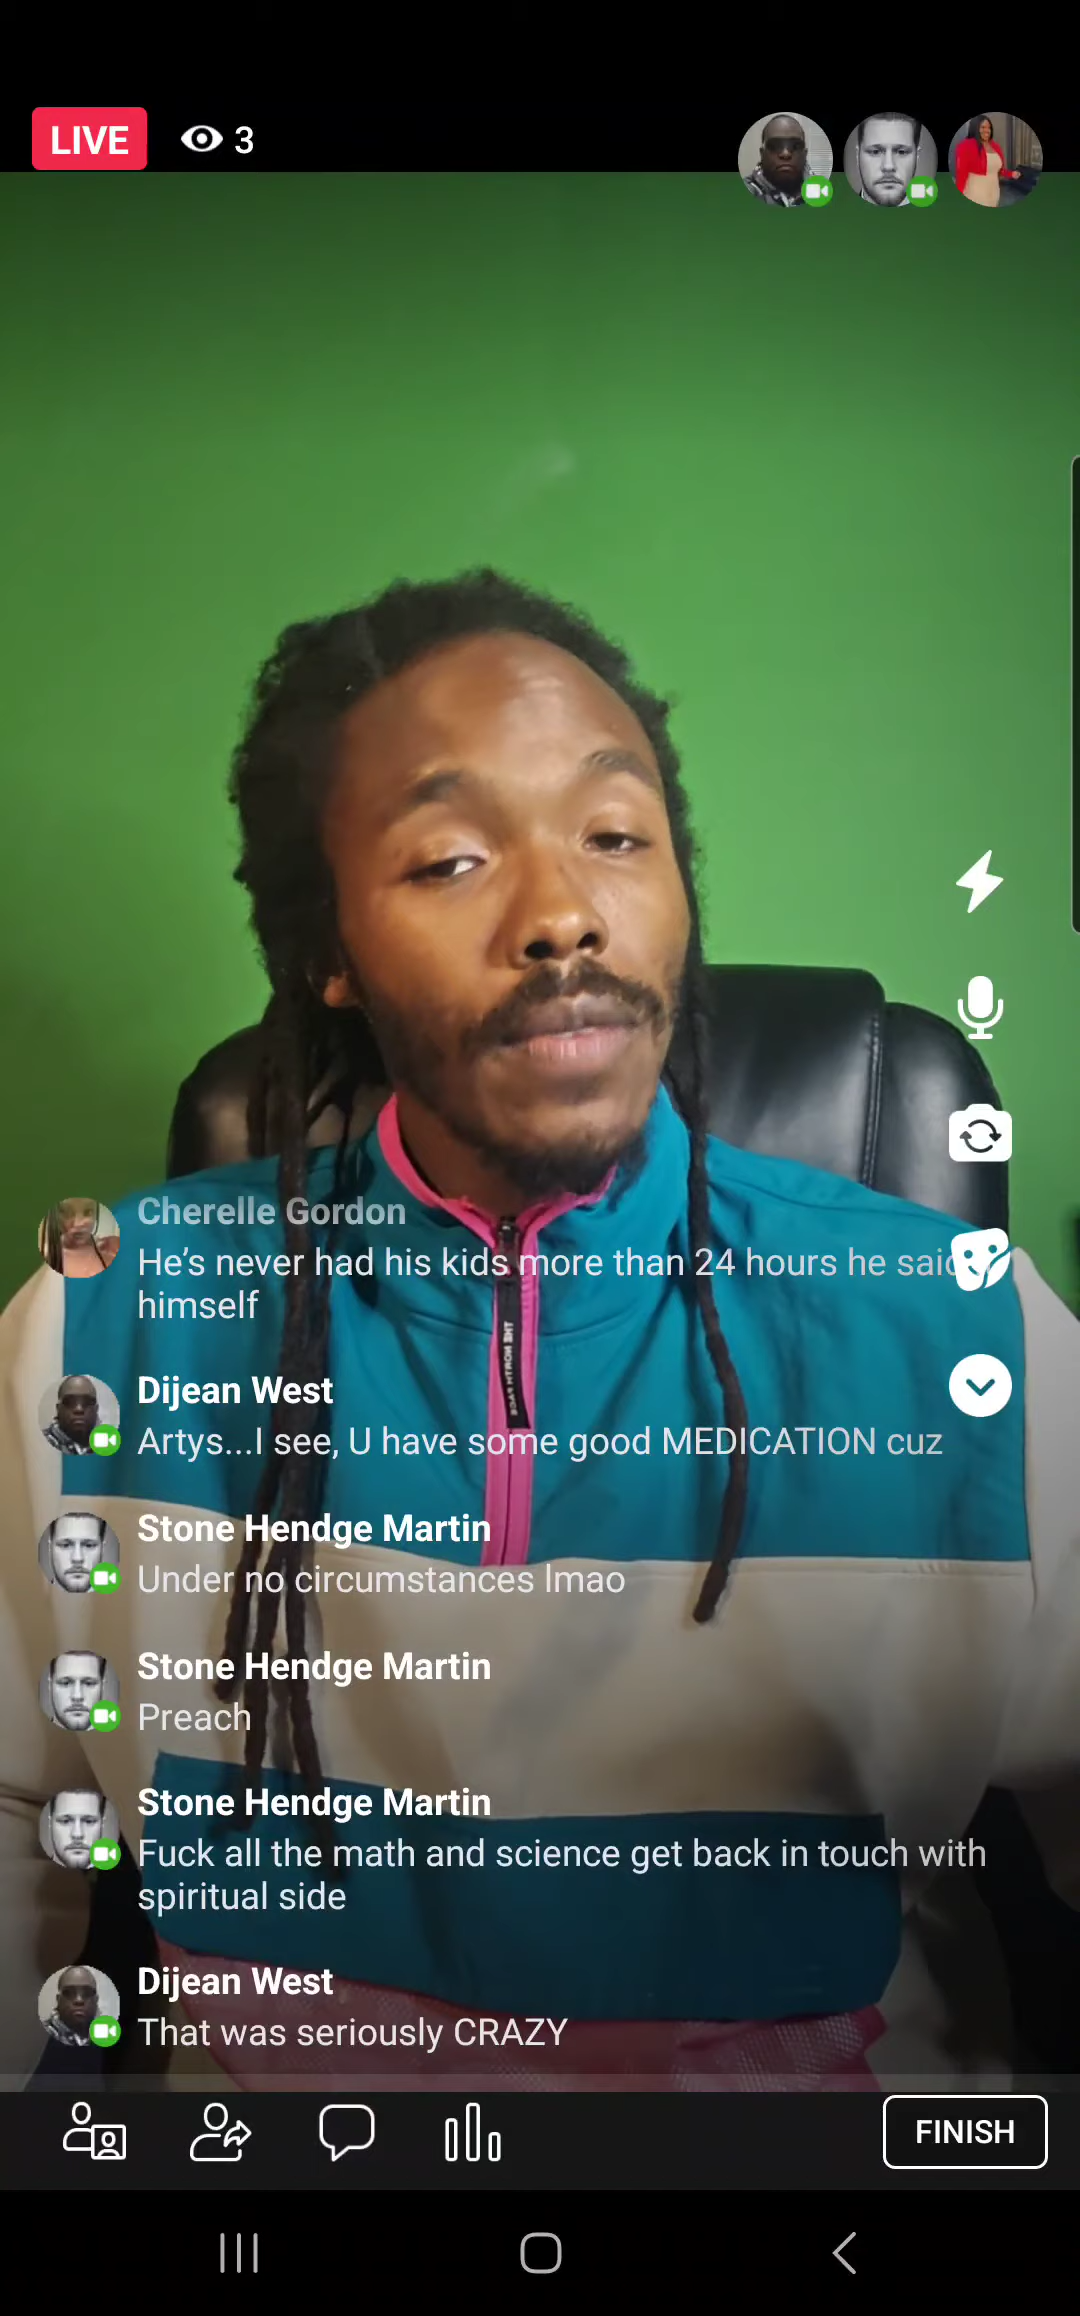 LIVE
3
Cherelle Gordon
He’s never had his kids more than 24 hours he said
himself
THE NORTH FACE
Dijean West
Artys...I see, U have some good MEDICATION cuz
Stone Hendge Martin
Under no circumstances lmao
Stone Hendge Martin
Preach
Stone Hendge Martin
Fuck all the math and science get back in touch with
spiritual side
Dijean West
That was seriously CRAZY
FINISH